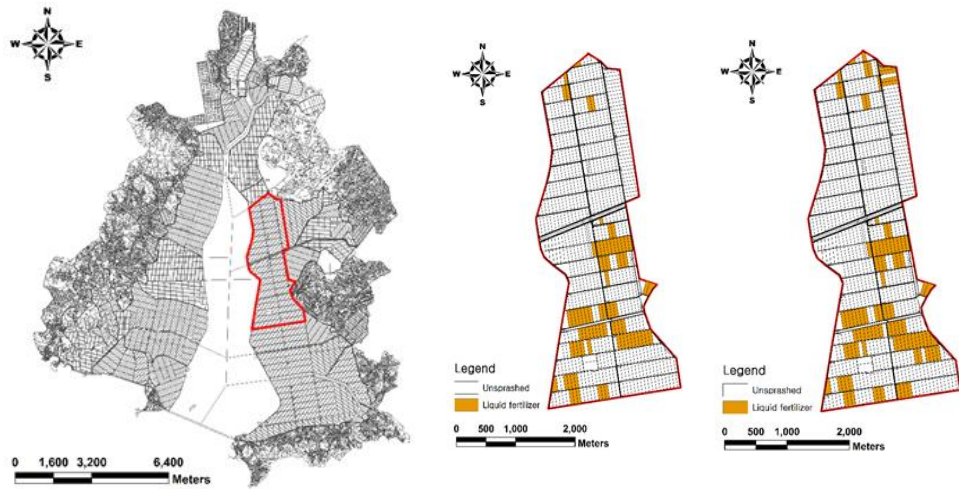 N
W E
S
0 1,600 3,200 6,400
Meters
N
W E
S
Legend
Unsprashed
Liquid fertilizer
0 500 1,000 2,000
Meters
N
W E
S
Legend
Unsprashed
Liquid fertilizer
0 500 1,000 2,000
Meters